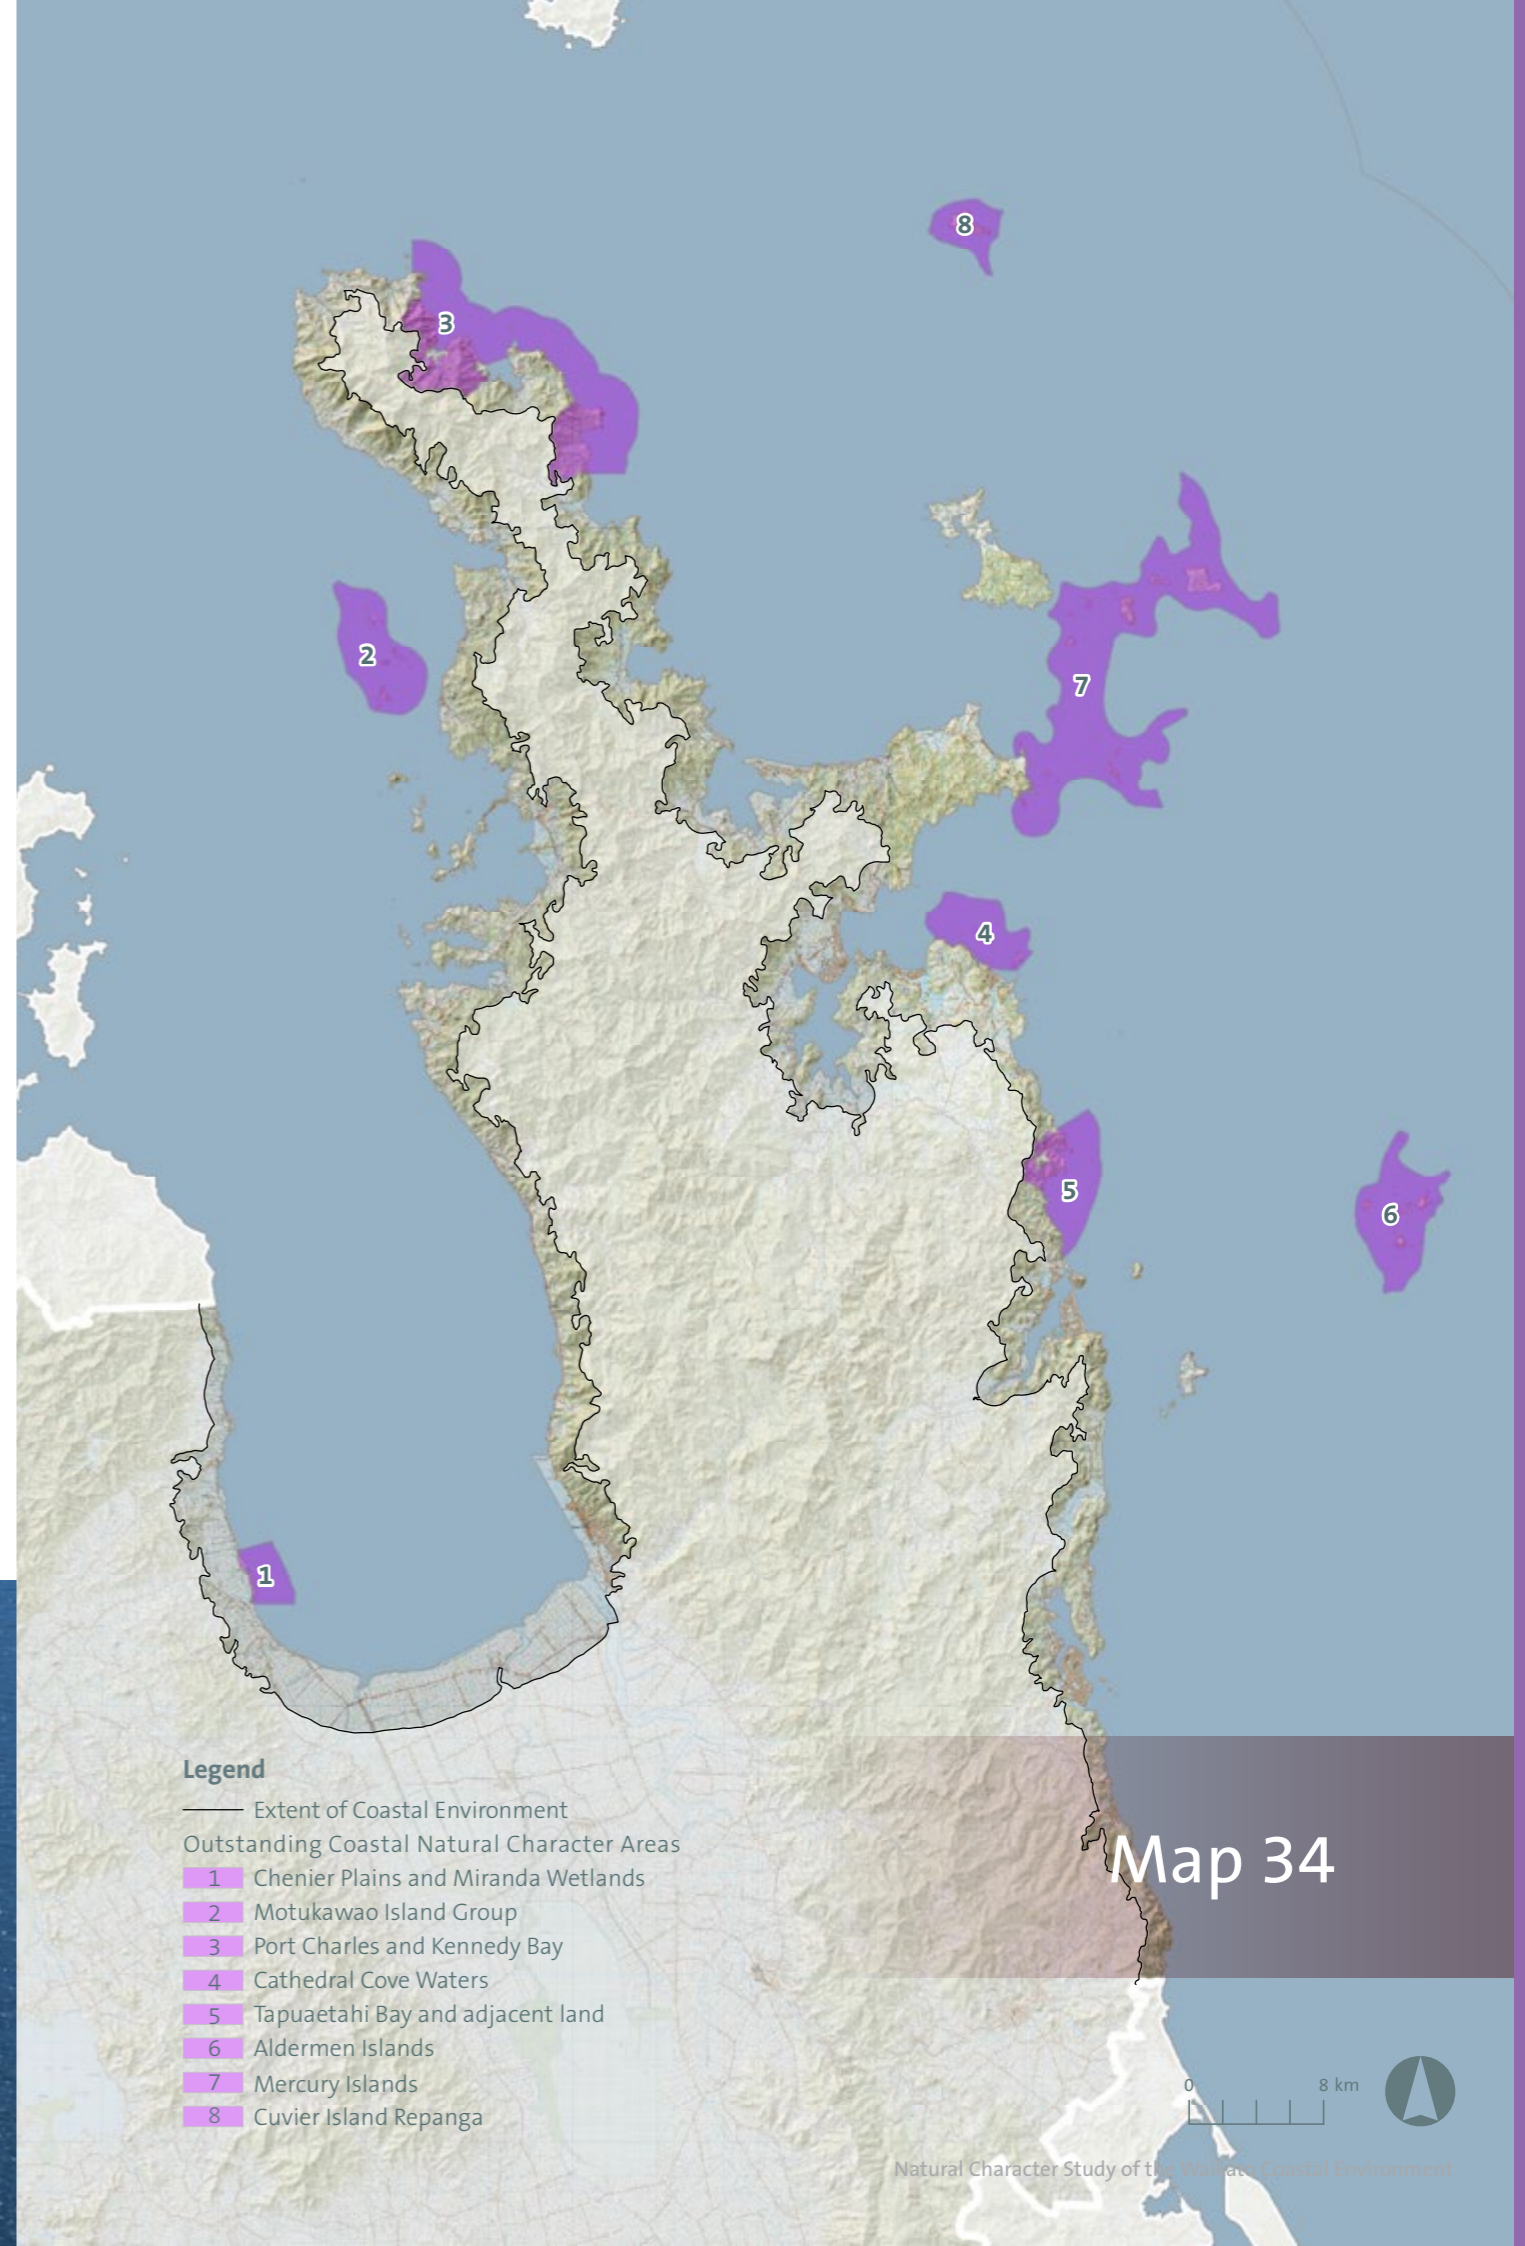 8
3
2
7
4
5
6
1
Legend
Extent of Coastal Environment
Outstanding Coastal Natural Character Areas
1 Chenier Plains and Miranda Wetlands
2 Motukawao Island Group
3 Port Charles and Kennedy Bay
4 Cathedral Cove Waters
5 Tapuaetahi Bay and adjacent land
6 Aldermen Islands
7 Mercury Islands
8 Cuvier Island Repanga
Map 34
0 8 km
Natural Character Study of the Waikato Coastal Environment